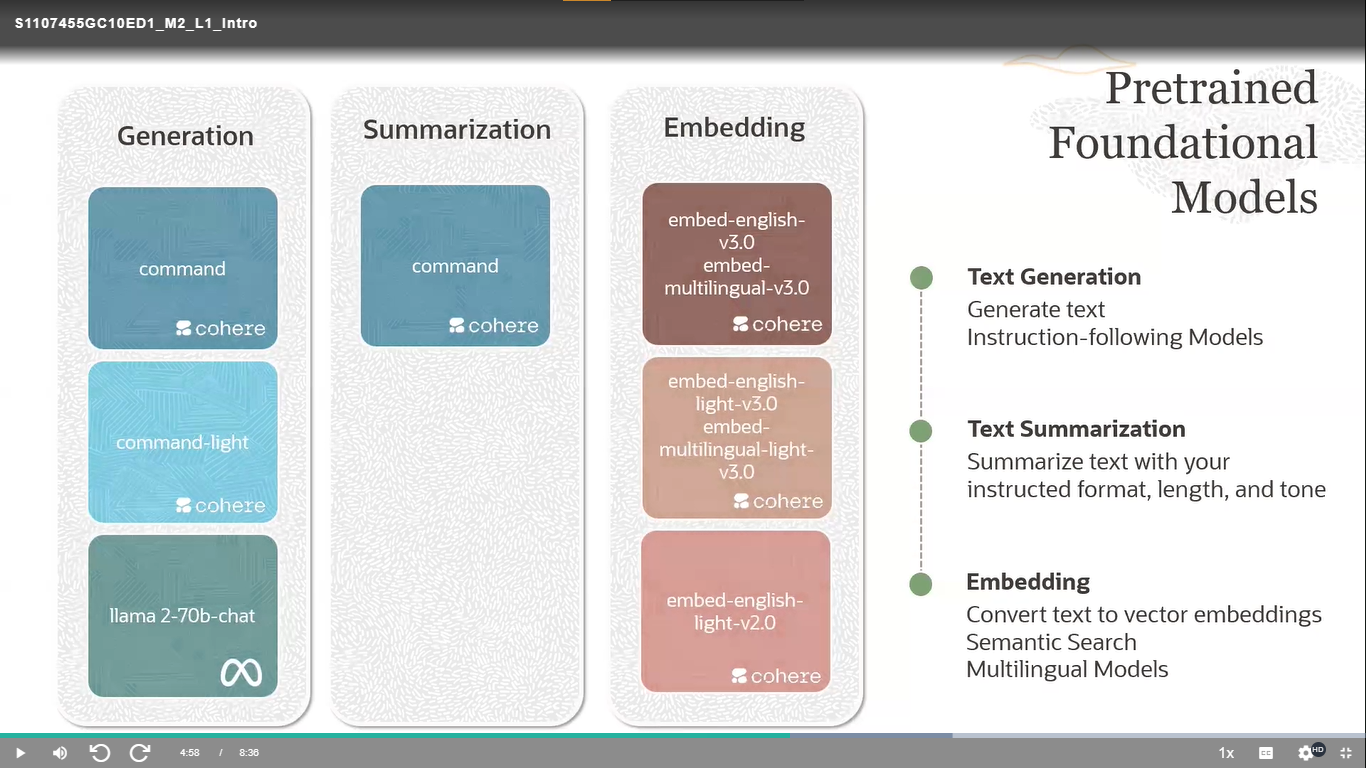 S1107455GC10ED1_M2_L1_Intro
Pretrained
Foundational
Models
Generation
command
cohere
command-light
cohere
llama 2-70b-chat
Summarization
command
cohere
Embedding
embed-english-
v3.0
embed-
multilingual-v3.0
cohere
embed-english-
light-v3.0
embed-
multilingual-light-
v3.0
cohere
embed-english-
light-v2.0
cohere
Text Generation
Generate text
Instruction-following Models
Text Summarization
Summarize text with your
instructed format, length, and tone
Embedding
Convert text to vector embeddings
Semantic Search
Multilingual Models
4:58 / 8:36
1x
CC
HD